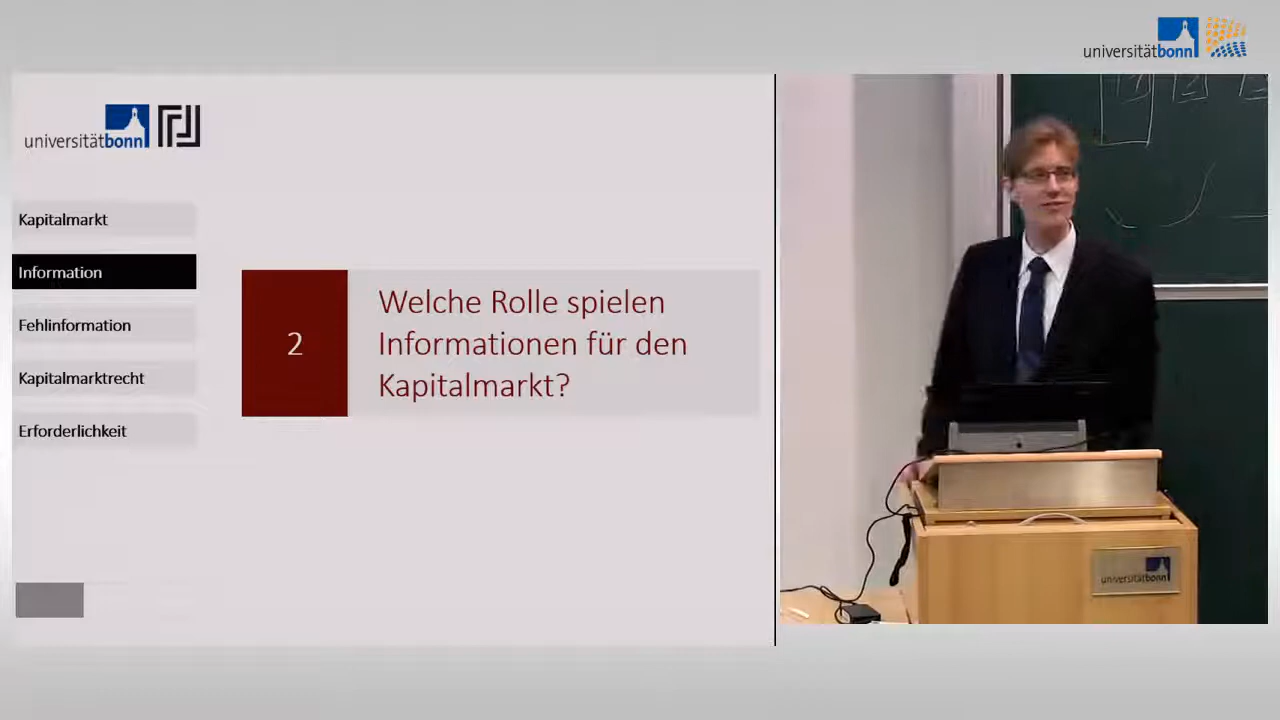 universitätbonn
universitätbonn
Kapitalmarkt
Information
Fehlinformation
Kapitalmarktrecht
Erforderlichkeit
2
Welche Rolle spielen
Informationen für den
Kapitalmarkt?
universitätbonn